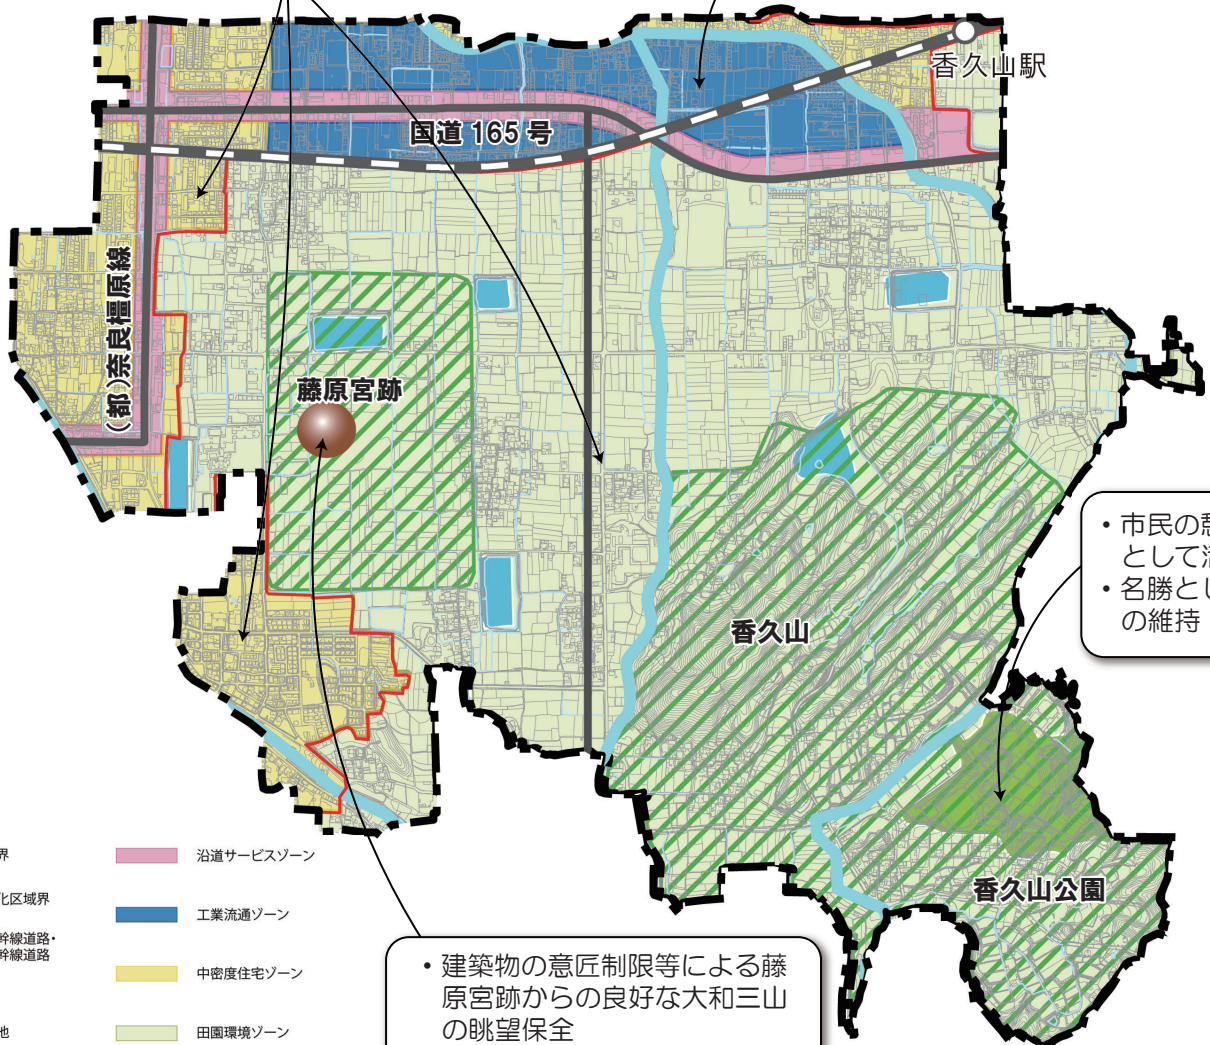 香久山駅
国道 165 号
(都)奈良橿原線
藤原宮跡
・市民の憩
として活
・名勝とし
の維持
香久山
香久山公園
界
化区域界
幹線道路・
幹線道路
地
沿道サービスゾーン
工業流通ゾーン
中密度住宅ゾーン
田園環境ゾーン
・建築物の意匠制限等による藤
原宮跡からの良好な大和三山
の眺望保全